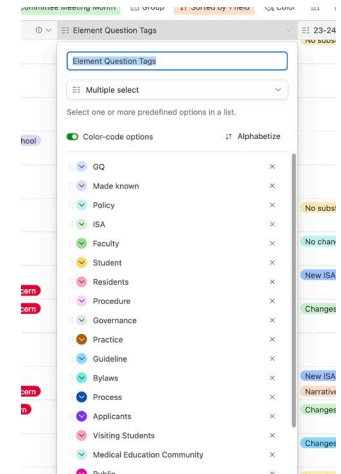 Committee Meeting Month
Group
Sorted by 1 field
Color
Element Question Tags
23-24
No subs
Element Question Tags
Multiple select
Select one or more predefined options in a list.
Color-code options
Alphabetize
hool
GQ
Made known
Policy
ISA
No subst
Faculty
Student
No chan
Residents
New ISA
Procedure
cern
Governance
Changes
cern
Practice
Guideline
Bylaws
New ISA
Process
cern
Narrative
Applicants
Changes
Visiting Students
Medical Education Community
Changes
Public